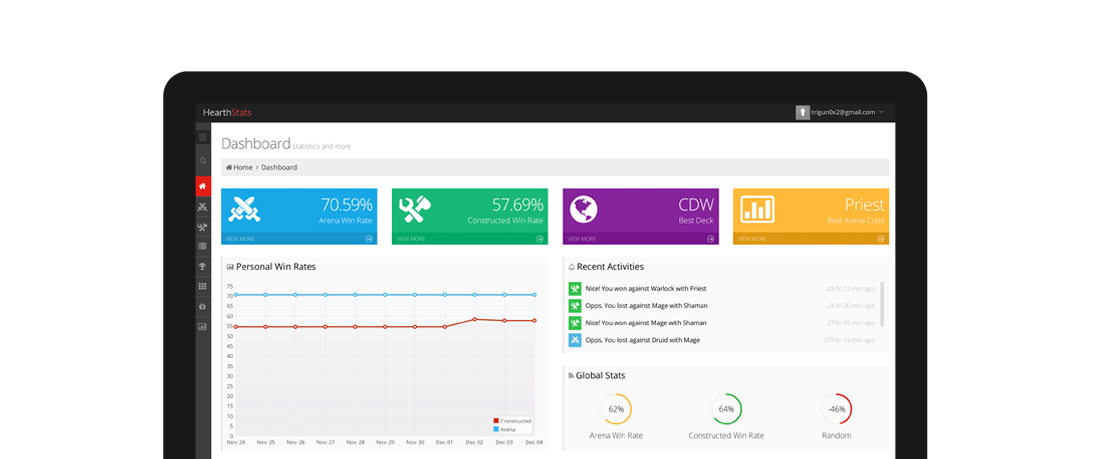 HearthStats
trigun0x2@gmail.com
Dashboard statistics and more
Home > Dashboard
70.59%
Arena Win Rate
VIEW MORE
57.69%
Constructed Win Rate
VIEW MORE
CDW
Best Deck
VIEW MORE
Priest
Best Arena Class
VIEW MORE
Personal Win Rates
75
70
65
60
55
50
45
40
35
30
25
20
15
10
5
0
Nov 24 Nov 25 Nov 26 Nov 27 Nov 28 Nov 29 Nov 30 Dec 01 Dec 02 Dec 03 Dec 04
Constructed
Arena
Recent Activities
Nice! You won against Warlock with Priest
05 hr 12 min ago
Opps. You lost against Mage with Shaman
24 hr 30 min ago
Nice! You won against Mage with Shaman
27 hr 05 min ago
Opps. You lost against Druid with Mage
377 hr 14 min ago
Global Stats
62%
Arena Win Rate
64%
Constructed Win Rate
-46%
Random